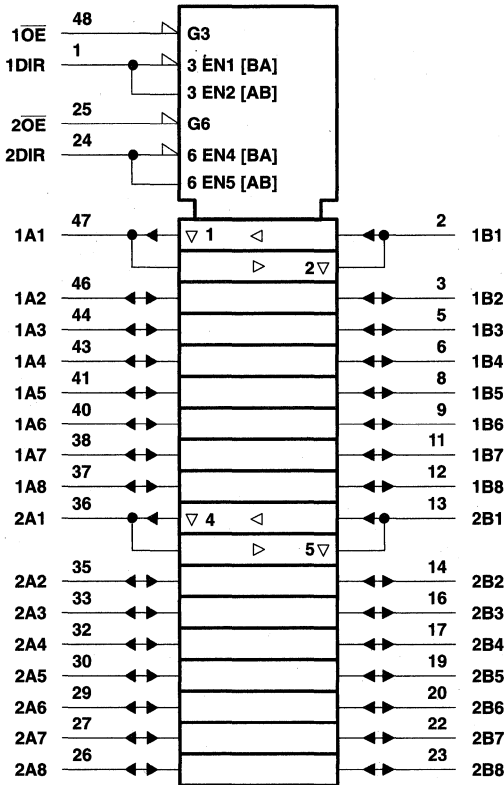 48
1OE G3
1
1DIR 3 EN1 [BA]
3 EN2 [AB]
25
2OE G6
24
2DIR 6 EN4 [BA]
6 EN5 [AB]
47 2
1A1 ▽ 1 ◁ 1B1
▷ 2 ▽
46 3
1A2 1B2
44 5
1A3 1B3
43 6
1A4 1B4
41 8
1A5 1B5
40 9
1A6 1B6
38 11
1A7 1B7
37 12
1A8 1B8
36 13
2A1 ▽ 4 ◁ 2B1
▷ 5 ▽
35 14
2A2 2B2
33 16
2A3 2B3
32 17
2A4 2B4
30 19
2A5 2B5
29 20
2A6 2B6
27 22
2A7 2B7
26 23
2A8 2B8